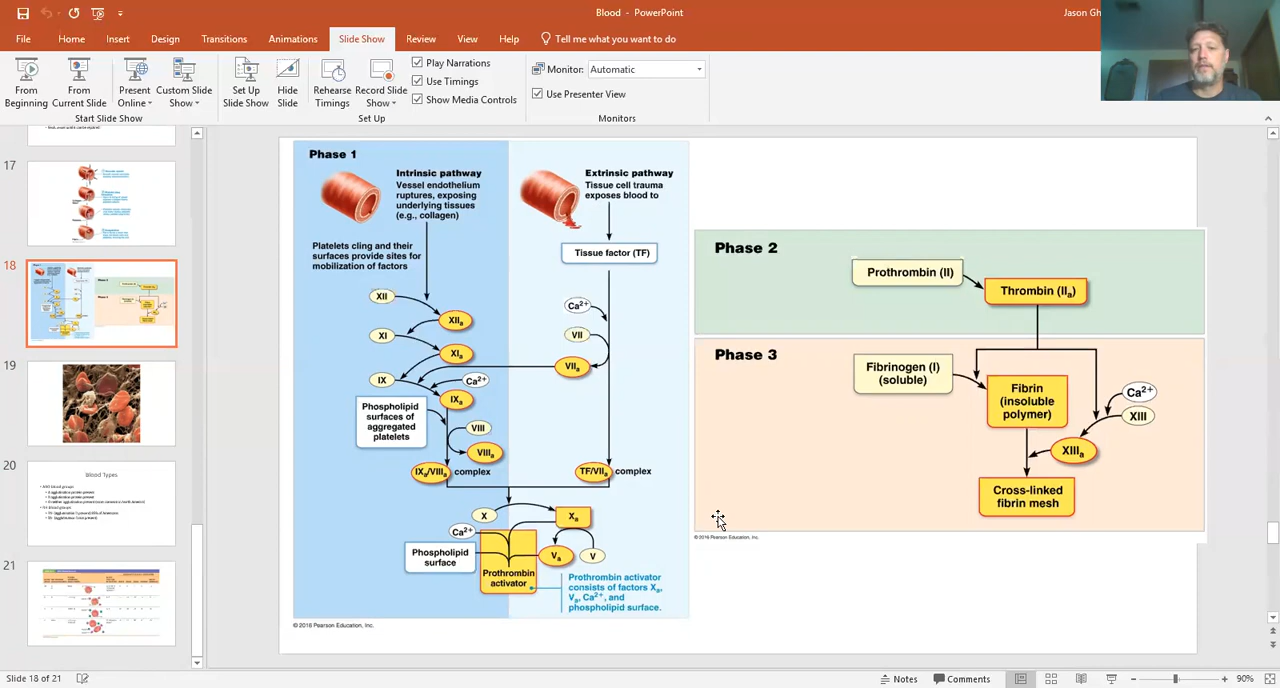 Blood - PowerPoint
Jason Gh
File Home Insert Design Transitions Animations Slide Show Review View Help Tell me what you want to do
From Beginning
From Current Slide
Present Online
Custom Slide Show
Start Slide Show
Set Up Slide Show
Hide Slide
Rehearse Timings
Record Slide Show
Play Narrations
Use Timings
Show Media Controls
Set Up
Monitor: Automatic
Use Presenter View
Monitors
17
18
19
20
Blood Types
21
Phase 1
Intrinsic pathway
Vessel endothelium
ruptures, exposing
underlying tissues
(e.g., collagen)
Platelets cling and their
surfaces provide sites for
mobilization of factors
XII
XIIa
XI
XIa
IX
Ca2+
IXa
Phospholipid
surfaces of
aggregated
platelets
VIII
VIIIa
IXa/VIIIa complex
Extrinsic pathway
Tissue cell trauma
exposes blood to
Tissue factor (TF)
Ca2+
VII
VIIa
TF/VIIa complex
X
Xa
Ca2+
Phospholipid
surface
Va
V
Prothrombin
activator
Prothrombin activator
consists of factors Xa,
Va, Ca2+, and
phospholipid surface.
© 2016 Pearson Education, Inc.
Phase 2
Prothrombin (II)
Thrombin (IIa)
Phase 3
Fibrinogen (I)
(soluble)
Fibrin
(insoluble
polymer)
Ca2+
XIII
XIIIa
Cross-linked
fibrin mesh
© 2016 Pearson Education, Inc.
Slide 18 of 21
Notes
Comments
90%